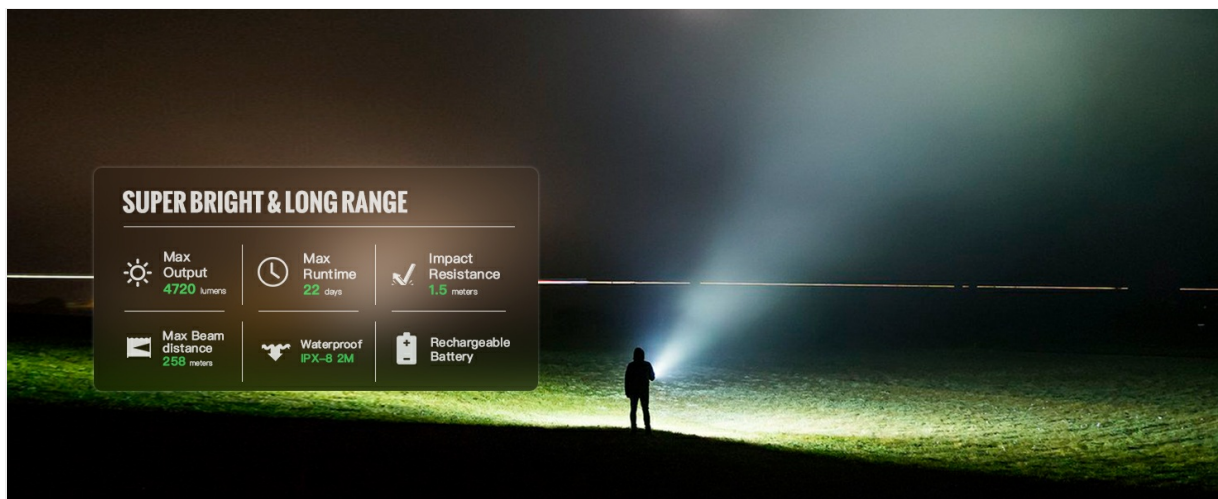 SUPER BRIGHT & LONG RANGE
Max
Output
4720 lumens
Max
Runtime
22 days
Impact
Resistance
1.5 meters
Max Beam
distance
258 meters
Waterproof
IPX-8 2M
Rechargeable
Battery